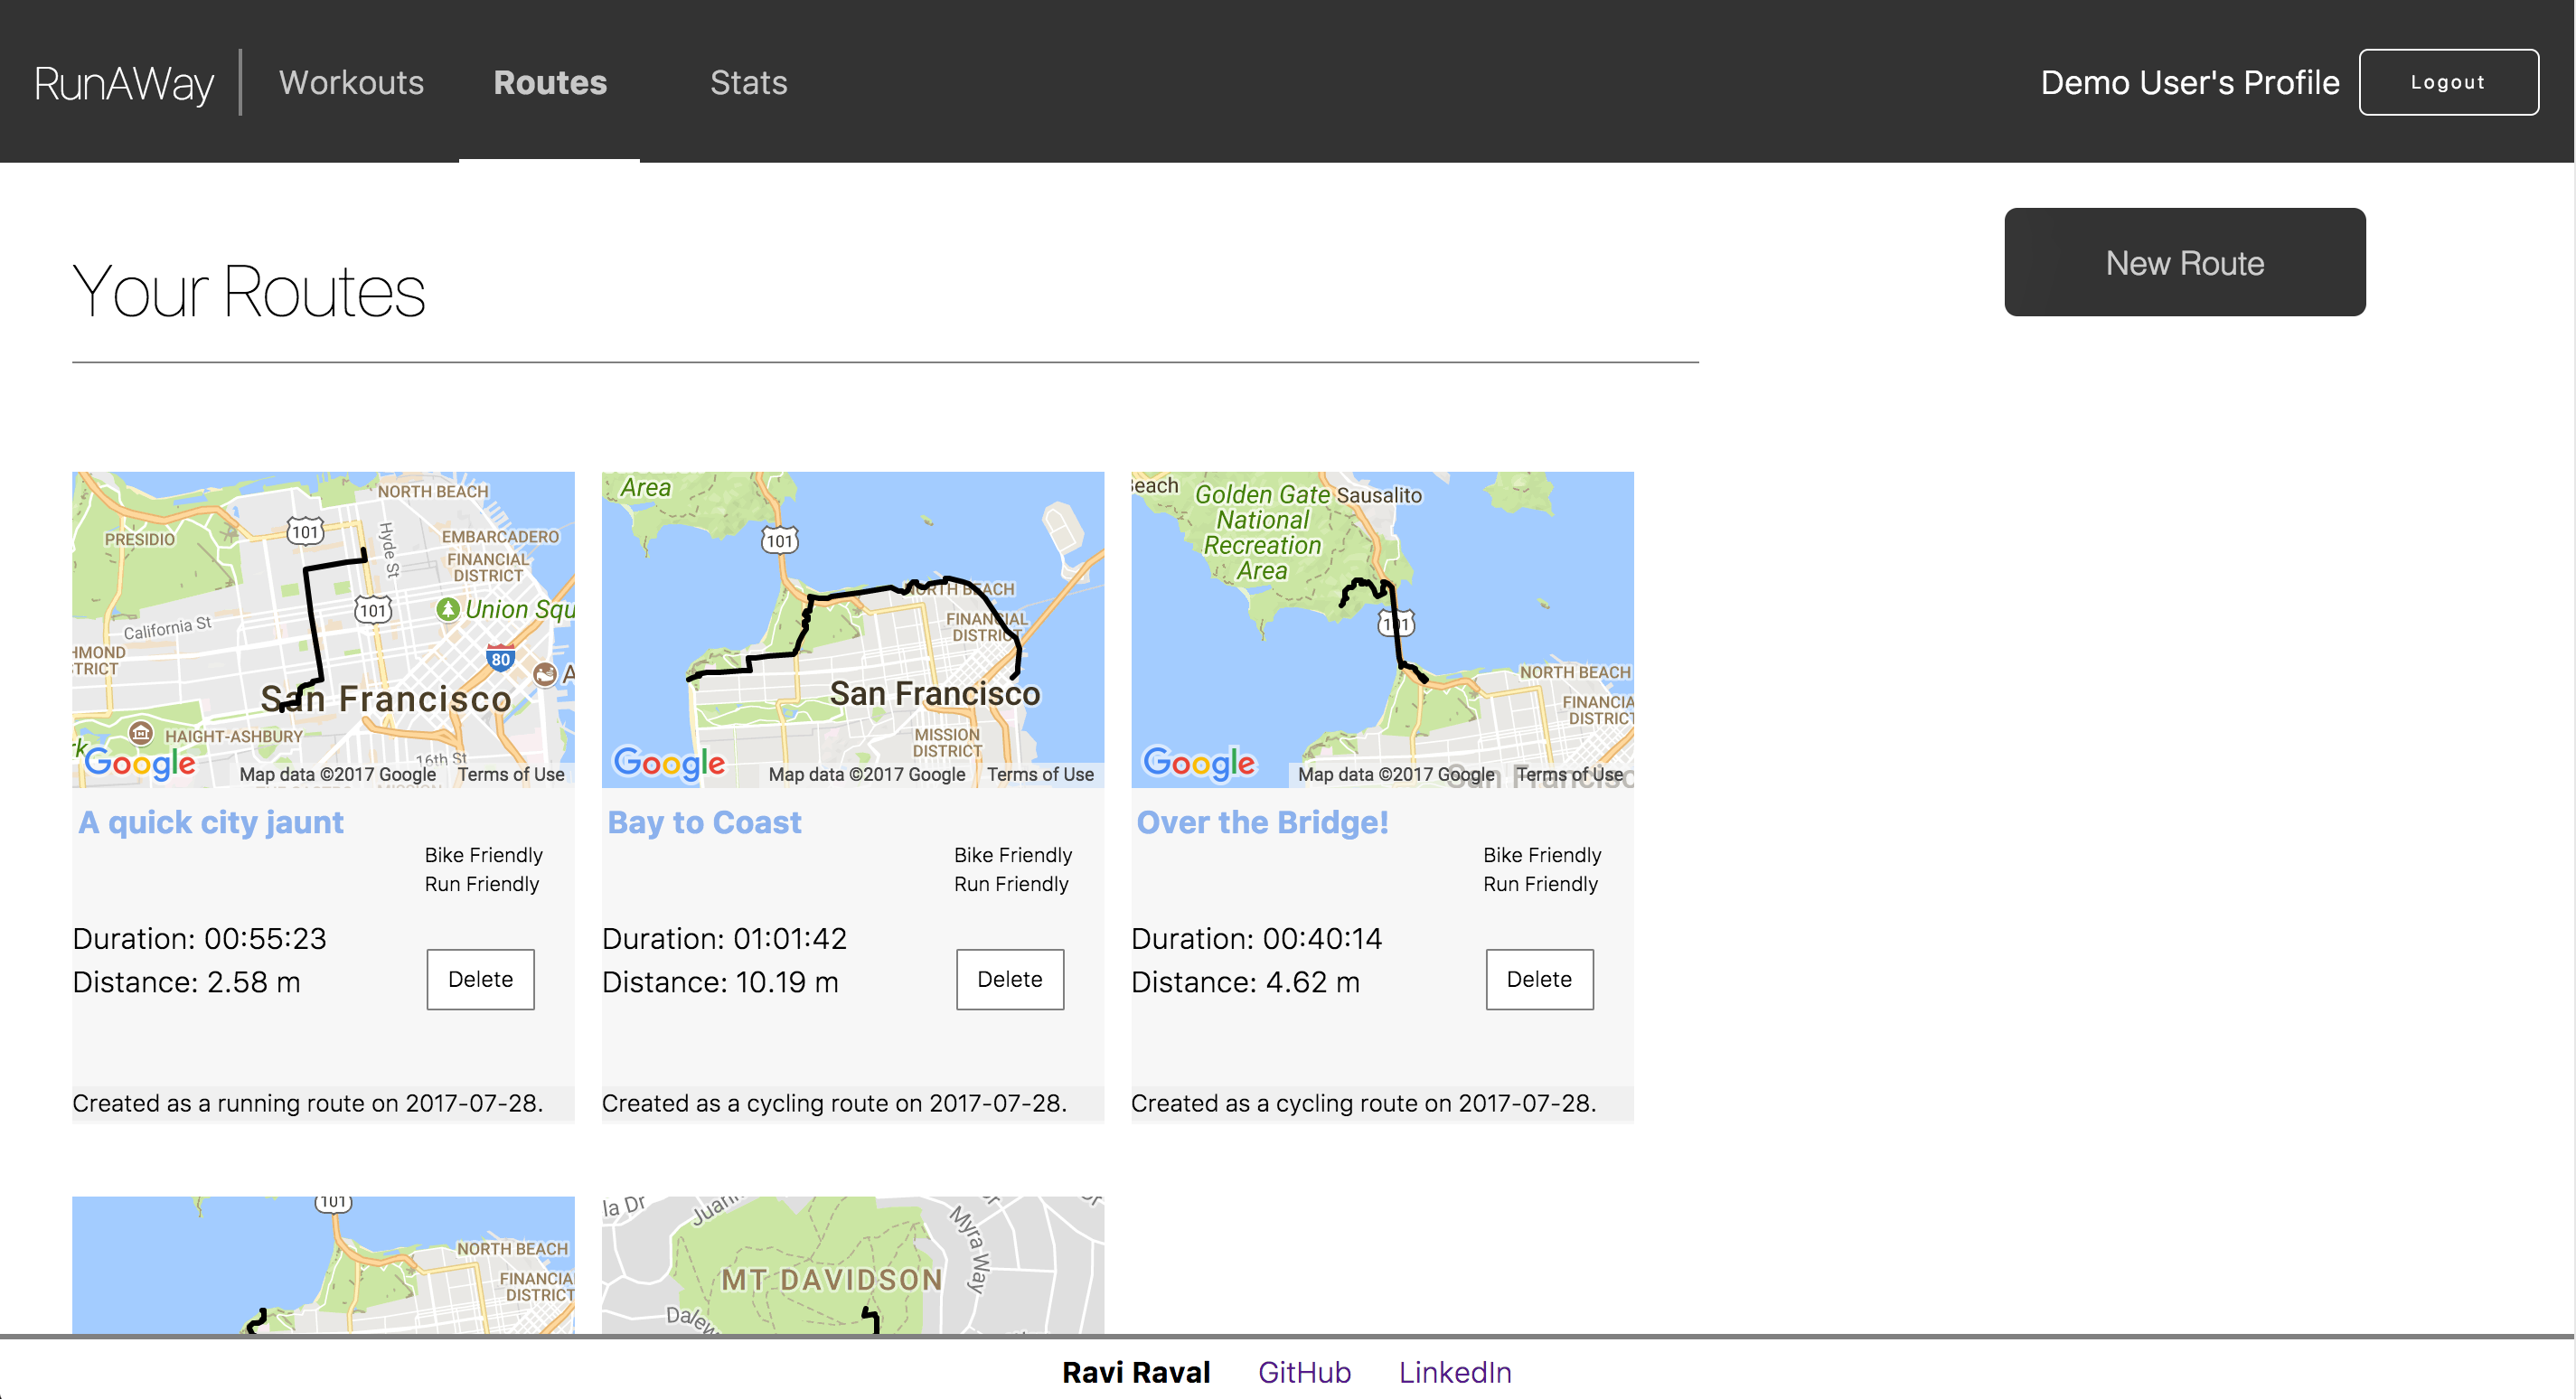 RunAWay
Workouts
Routes
Stats
Demo User's Profile
Logout
Your Routes
New Route
NORTH BEACH
101
Hyde St
PRESIDIO
EMBARCADERO
FINANCIAL
DISTRICT
101
Union Squ
California St
HMOND
TRICT
80
A
San Francisco
HAIGHT-ASHBURY
rk
16th St
Google
Map data ©2017 Google
Terms of Use
Area
101
NORTH BEACH
FINANCIAL
DISTRICT
San Francisco
MISSION
DISTRICT
Google
Map data ©2017 Google
Terms of Use
Beach
Golden Gate
National
Recreation
Area
Sausalito
101
NORTH BEACH
FINANCIA
DISTRICT
San Francisc
Google
Map data ©2017 Google
Terms of Use
A quick city jaunt
Bike Friendly
Run Friendly
Duration: 00:55:23
Distance: 2.58 m
Delete
Created as a running route on 2017-07-28.
Bay to Coast
Bike Friendly
Run Friendly
Duration: 01:01:42
Distance: 10.19 m
Delete
Created as a cycling route on 2017-07-28.
Over the Bridge!
Bike Friendly
Run Friendly
Duration: 00:40:14
Distance: 4.62 m
Delete
Created as a cycling route on 2017-07-28.
101
NORTH BEACH
FINANCIA
DISTRICT
la Dr
Juan
Myra Way
MT DAVIDSON
Dalew
Ravi Raval
GitHub
LinkedIn